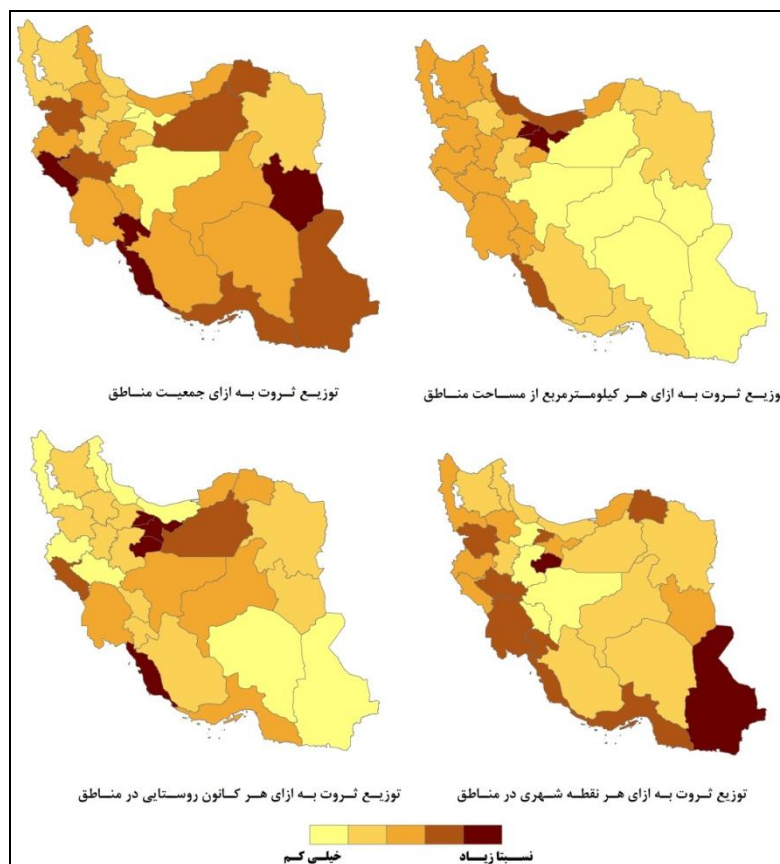 توزیع ثروت به ازای هر کیلومترمربع از مساحت مناطق
توزیع ثروت به ازای جمعیت مناطق
توزیع ثروت به ازای هر نقطه شهری در مناطق
توزیع ثروت به ازای هر کانون روستایی در مناطق
نسبتا زیاد
خیلی کم